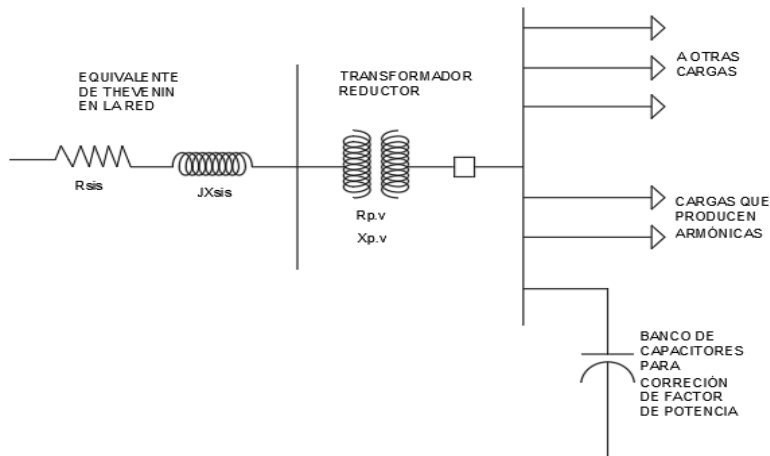 EQUIVALENTE
DE THEVENIN
EN LA RED
Rsis
JXsis
TRANSFORMADOR
REDUCTOR
Rp.v
Xp.v
A OTRAS
CARGAS
CARGAS QUE
PRODUCEN
ARMÓNICAS
BANCO DE
CAPACITORES
PARA
CORRECIÓN
DE FACTOR
DE POTENCIA